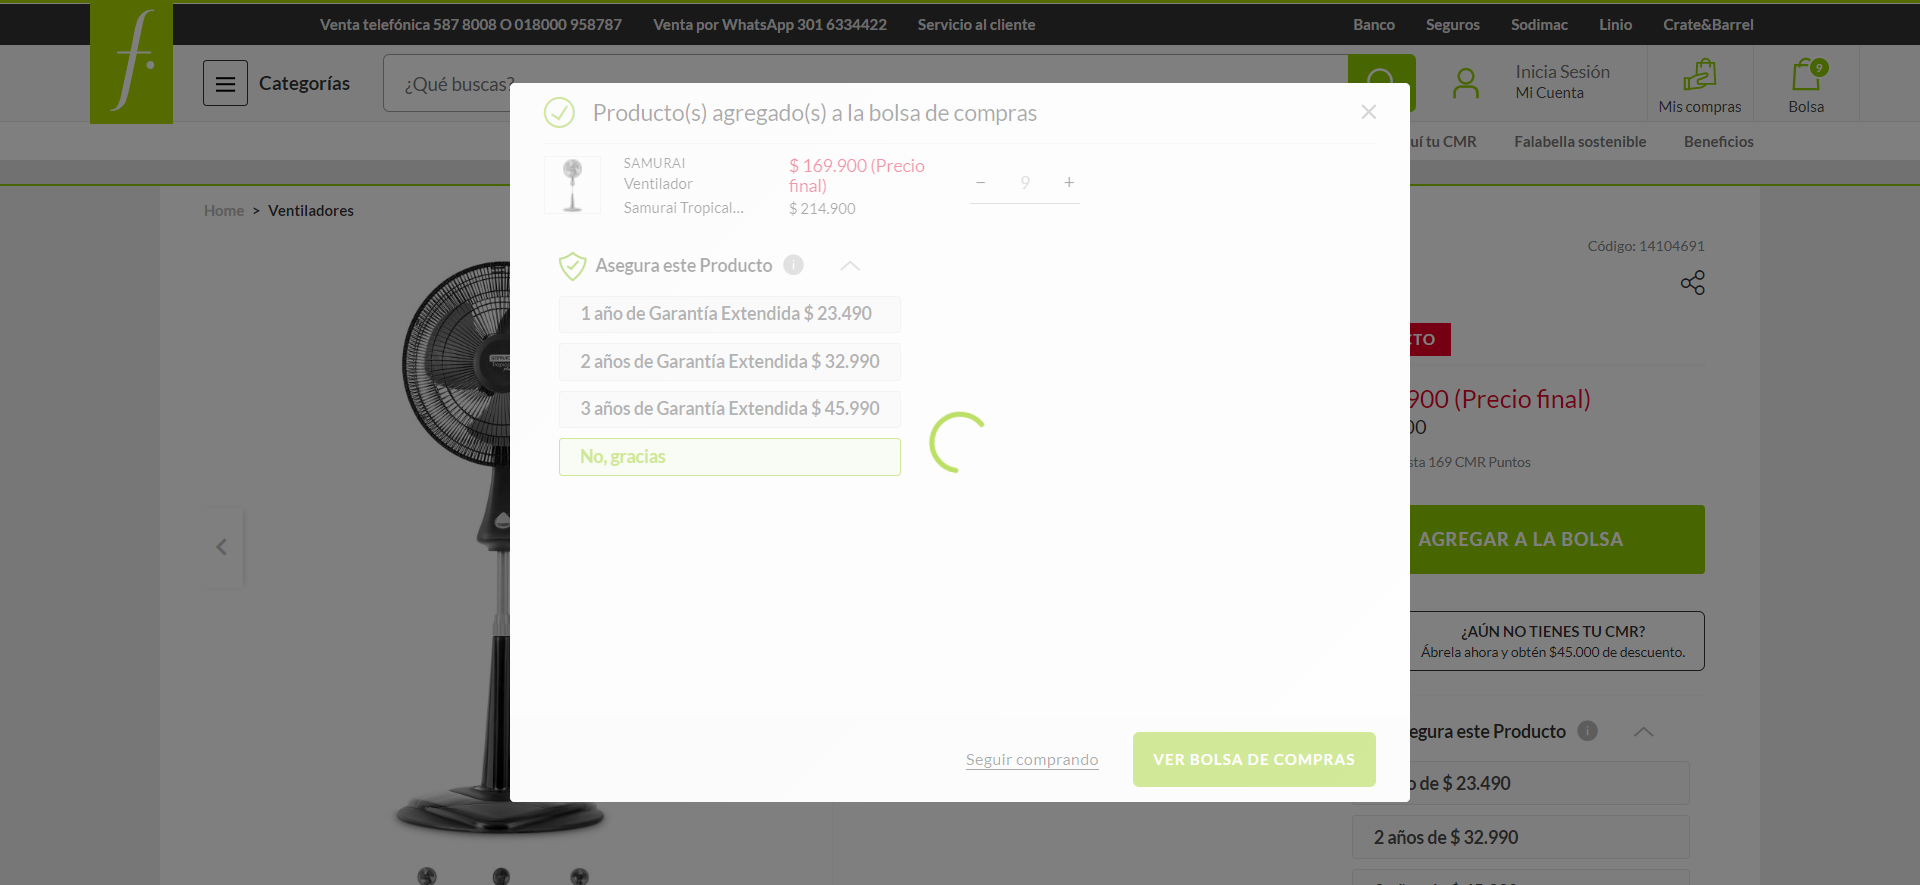 Venta telefónica 587 8008 O 018000 958787
Venta por WhatsApp 301 6334422
Servicio al cliente
Banco
Seguros
Sodimac
Linio
Crate&Barrel
f.
Categorías
¿Qué buscas?
Inicia Sesión
Mi Cuenta
Mis compras
9
Bolsa
uí tu CMR
Falabella sostenible
Beneficios
Home > Ventiladores
Código: 14104691
Producto(s) agregado(s) a la bolsa de compras
SAMURAI
Ventilador
Samurai Tropical...
$ 169.900 (Precio
final)
$ 214.900
− 9 +
Asegura este Producto
1 año de Garantía Extendida $ 23.490
2 años de Garantía Extendida $ 32.990
3 años de Garantía Extendida $ 45.990
No, gracias
Seguir comprando
VER BOLSA DE COMPRAS
CTO
900 (Precio final)
00
sta 169 CMR Puntos
AGREGAR A LA BOLSA
¿AÚN NO TIENES TU CMR?
Ábrela ahora y obtén $45.000 de descuento.
egura este Producto
o de $ 23.490
2 años de $ 32.990